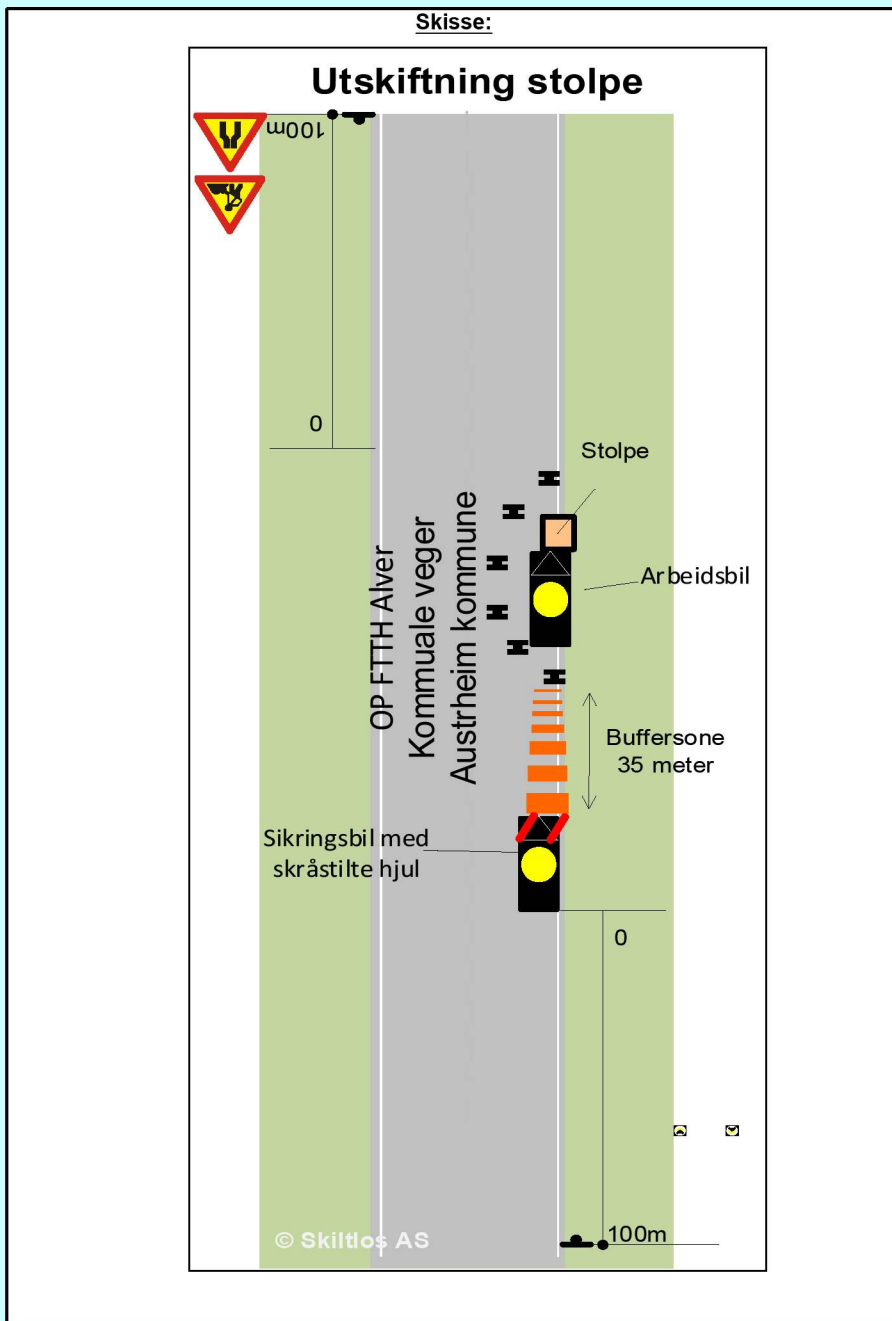 Skisse:
Utskiftning stolpe
100m
0
Stolpe
Arbeidsbil
OP FTTH Alver
Kommuale veger
Austrheim kommune
Buffersone
35 meter
Sikringsbil med
skråstilte hjul
0
100m
© Skiltlos AS